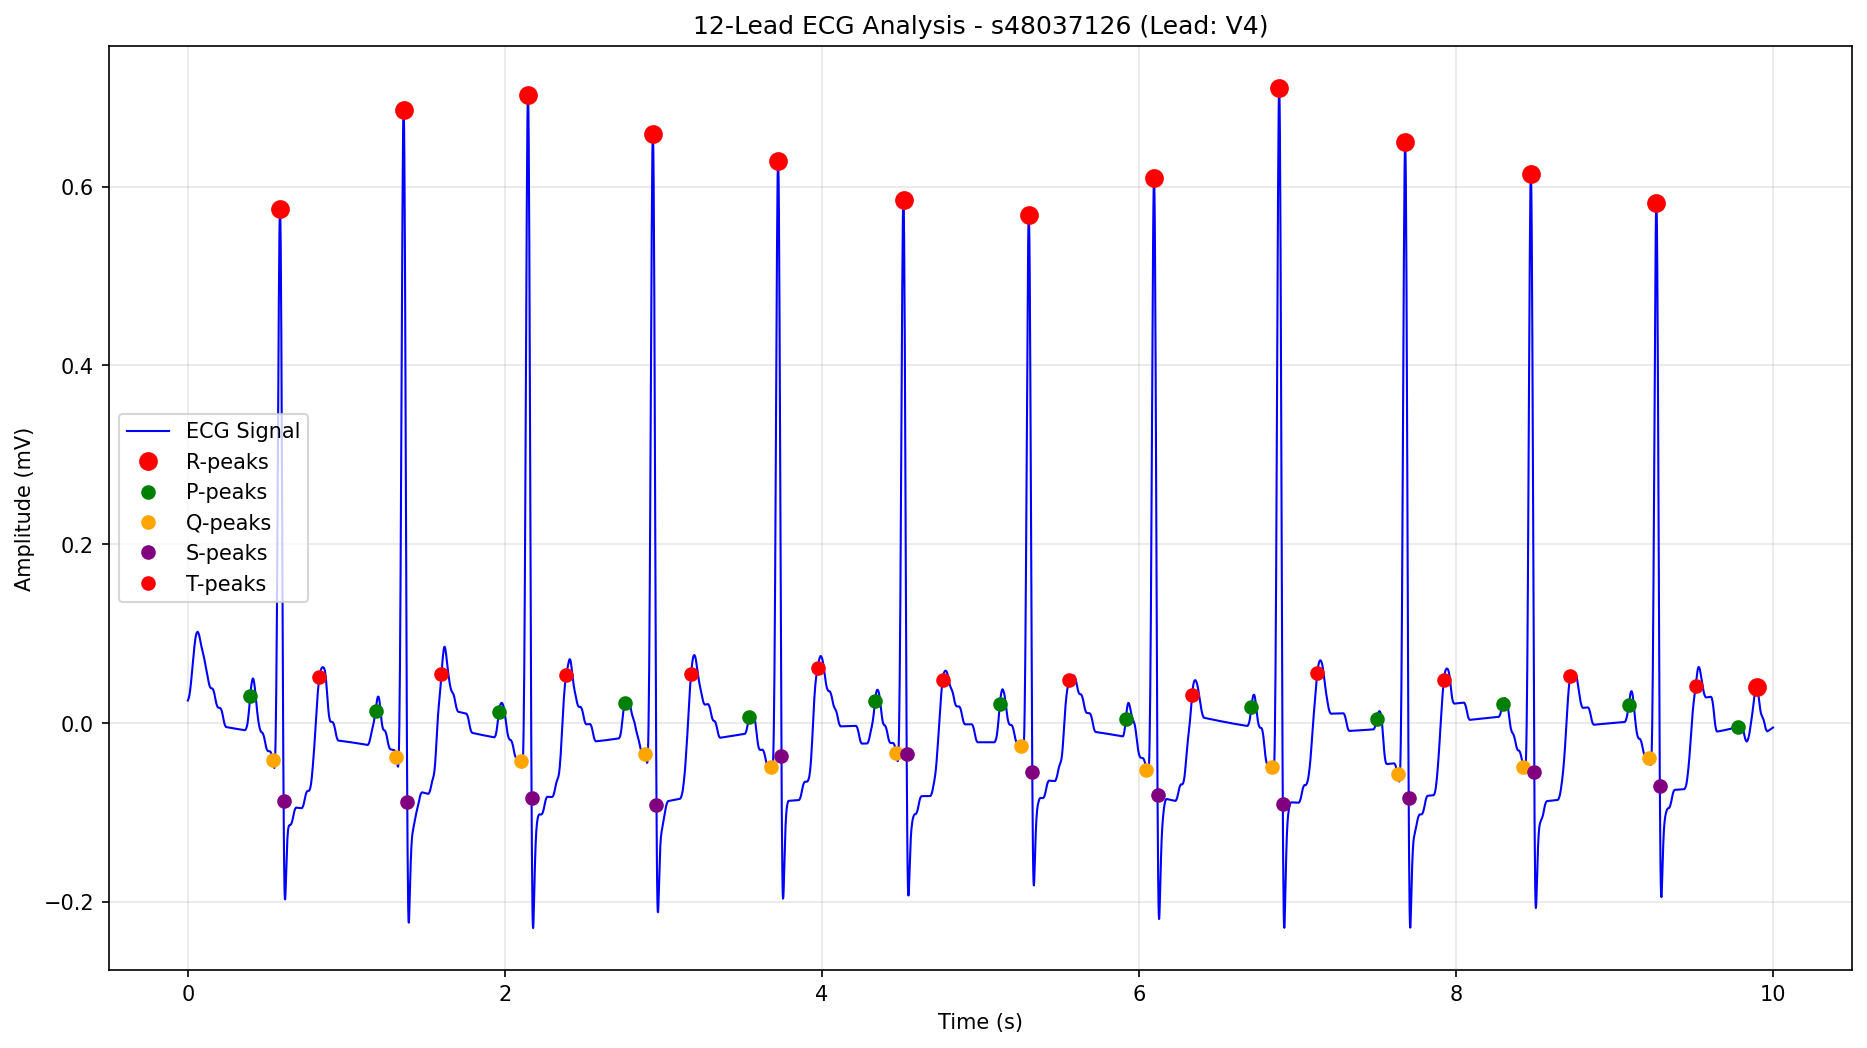 12-Lead ECG Analysis - s48037126 (Lead: V4)
Amplitude (mV)
0.6
0.4
0.2
0.0
−0.2
ECG Signal
R-peaks
P-peaks
Q-peaks
S-peaks
T-peaks
0 2 4 6 8 10
Time (s)